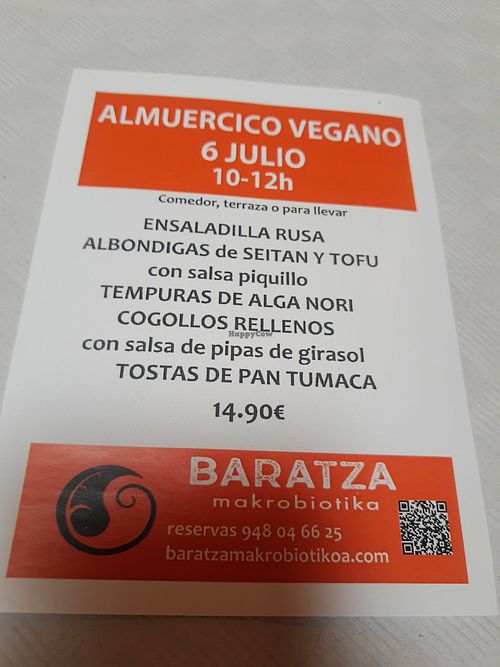 ALMUERCICO VEGANO
6 JULIO
10-12h
Comedor, terraza o para llevar
ENSALADILLA RUSA
ALBONDIGAS de SEITAN Y TOFU
con salsa piquillo
TEMPURAS DE ALGA NORI
COGOLLOS RELLENOS
HappyCow
con salsa de pipas de girasol
TOSTAS DE PAN TUMACA
14.90€
BARATZA
makrobiotika
reservas 948 04 66 25
baratzamakrobiotikoa.com